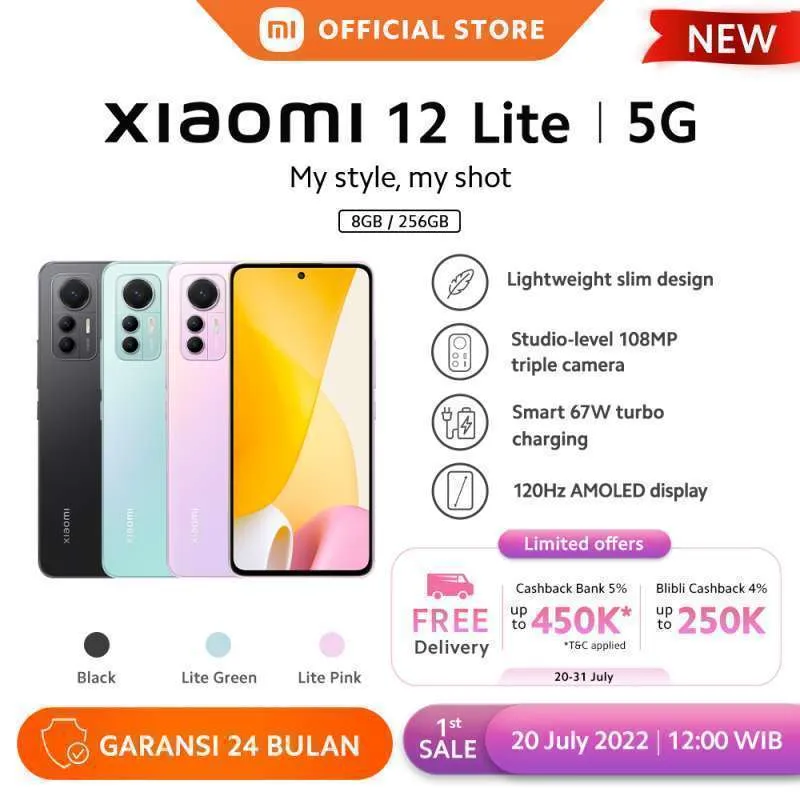 mi OFFICIAL STORE
NEW
xiaomi 12 Lite | 5G
My style, my shot
8GB / 256GB
Lightweight slim design
Studio-level 108MP
triple camera
Smart 67W turbo
charging
120Hz AMOLED display
xiaomi
xiaomi
xiaomi
Black
Lite Green
Lite Pink
Limited offers
FREE
Delivery
Cashback Bank 5%
up to 450K*
*T&C applied
Blibli Cashback 4%
up to 250K
20-31 July
GARANSI 24 BULAN
1st SALE
20 July 2022 | 12:00 WIB